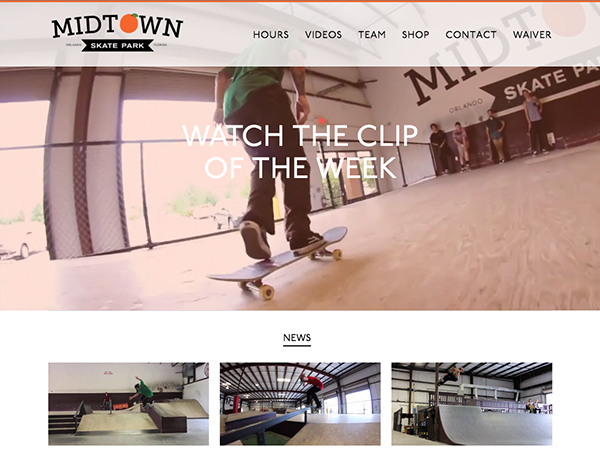 MIDTOWN
ORLANDO SKATE PARK FLORIDA
HOURS VIDEOS TEAM SHOP CONTACT WAIVER
MIDTOWN
ORLANDO SKATE PARK
WATCH THE CLIP
OF THE WEEK
NEWS